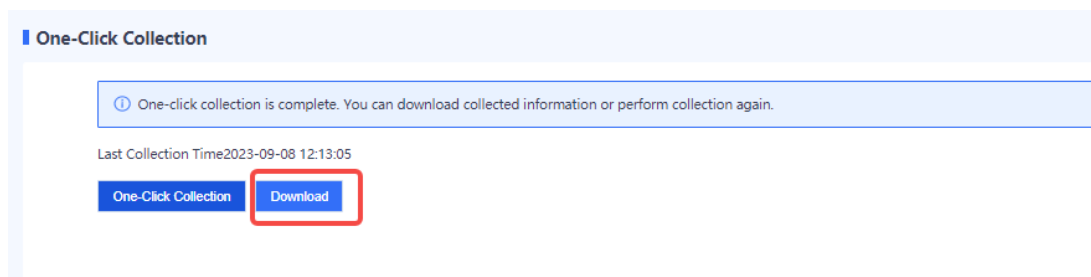 One-Click Collection
One-click collection is complete. You can download collected information or perform collection again.
Last Collection Time2023-09-08 12:13:05
One-Click Collection Download